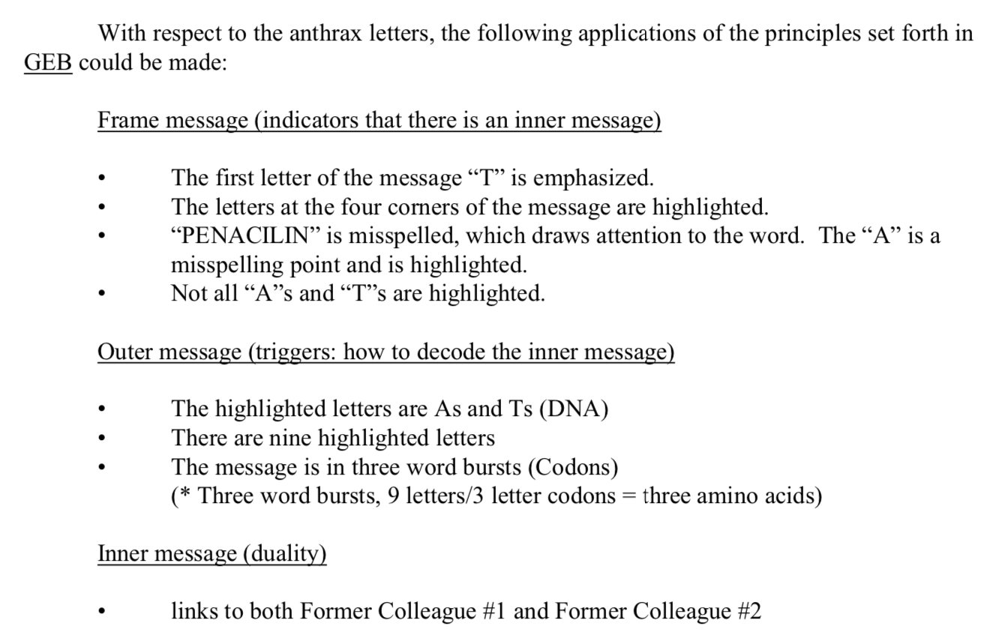 With respect to the anthrax letters, the following applications of the principles set forth in
GEB could be made:
Frame message (indicators that there is an inner message)
• The first letter of the message “T” is emphasized.
• The letters at the four corners of the message are highlighted.
• “PENACILIN” is misspelled, which draws attention to the word. The “A” is a
misspelling point and is highlighted.
• Not all “A”s and “T”s are highlighted.
Outer message (triggers: how to decode the inner message)
• The highlighted letters are As and Ts (DNA)
• There are nine highlighted letters
• The message is in three word bursts (Codons)
(* Three word bursts, 9 letters/3 letter codons = three amino acids)
Inner message (duality)
• links to both Former Colleague #1 and Former Colleague #2